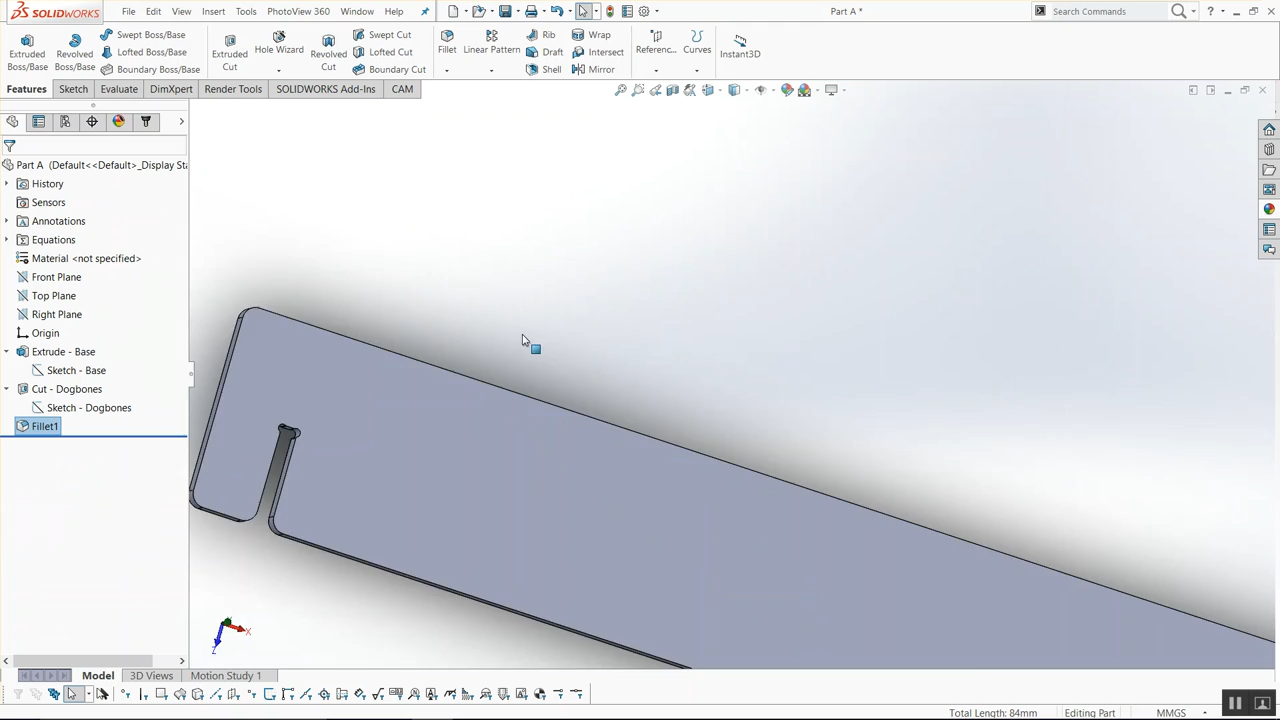 SOLIDWORKS File Edit View Insert Tools PhotoView 360 Window Help Part A * Search Commands
Extruded Boss/Base
Revolved Boss/Base
Swept Boss/Base
Lofted Boss/Base
Boundary Boss/Base
Extruded Cut
Hole Wizard
Revolved Cut
Swept Cut
Lofted Cut
Boundary Cut
Fillet
Linear Pattern
Rib
Draft
Shell
Wrap
Intersect
Mirror
Referenc...
Curves
Instant3D
Features Sketch Evaluate DimXpert Render Tools SOLIDWORKS Add-Ins CAM
Part A (Default<<Default>_Display Sta
History
Sensors
Annotations
Equations
Material <not specified>
Front Plane
Top Plane
Right Plane
Origin
Extrude - Base
Sketch - Base
Cut - Dogbones
Sketch - Dogbones
Fillet1
X
Z
Model 3D Views Motion Study 1
Total Length: 84mm Editing Part MMGS